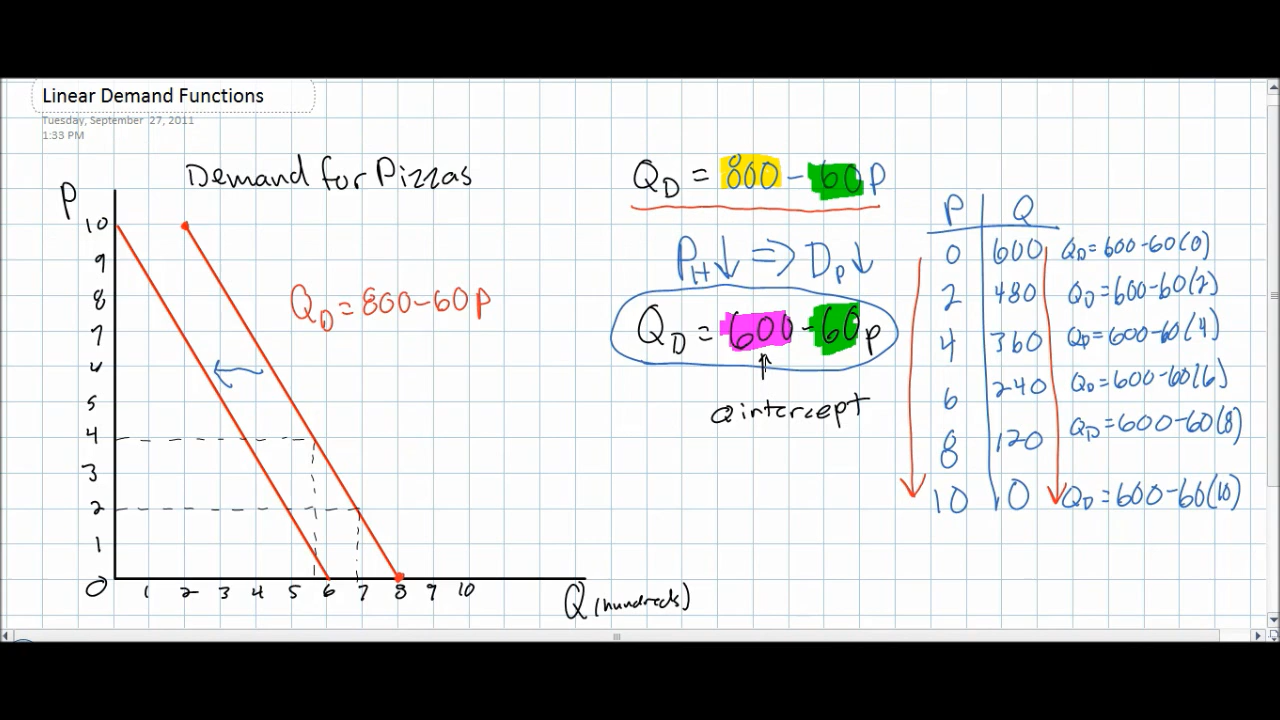 Linear Demand Functions
Tuesday, September 27, 2011
1:33 PM
Demand for Pizzas
P
10
9
8
7
6
5
4
3
2
1
0
1 2 3 4 5 6 7 8 9 10
Q (hundreds)
QD = 800-60P
QD = 800 - 60P
PH↓ => DP↓
QD = 600-60P
↑
Q intercept
P Q
0 600 QD=600-60(0)
2 480 QD=600-60(2)
4 360 QD=600-60(4)
6 240 QD=600-60(6)
8 120 QD=600-60(8)
10 0 QD=600-60(10)